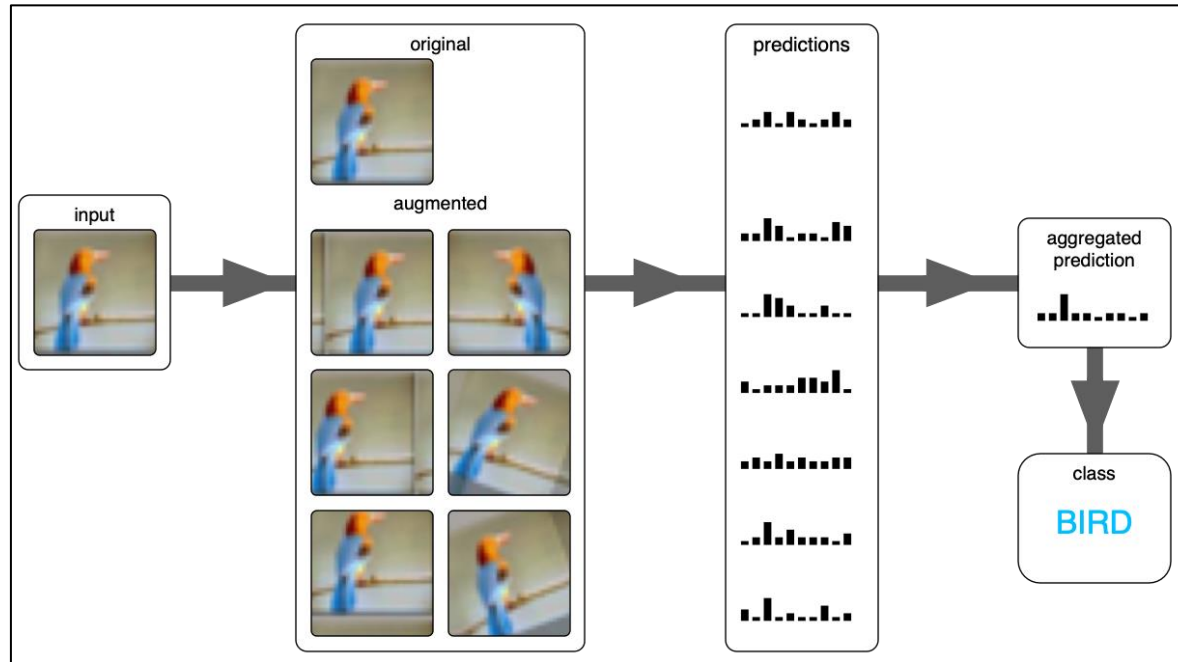 input
original
augmented
predictions
aggregated
prediction
class
BIRD